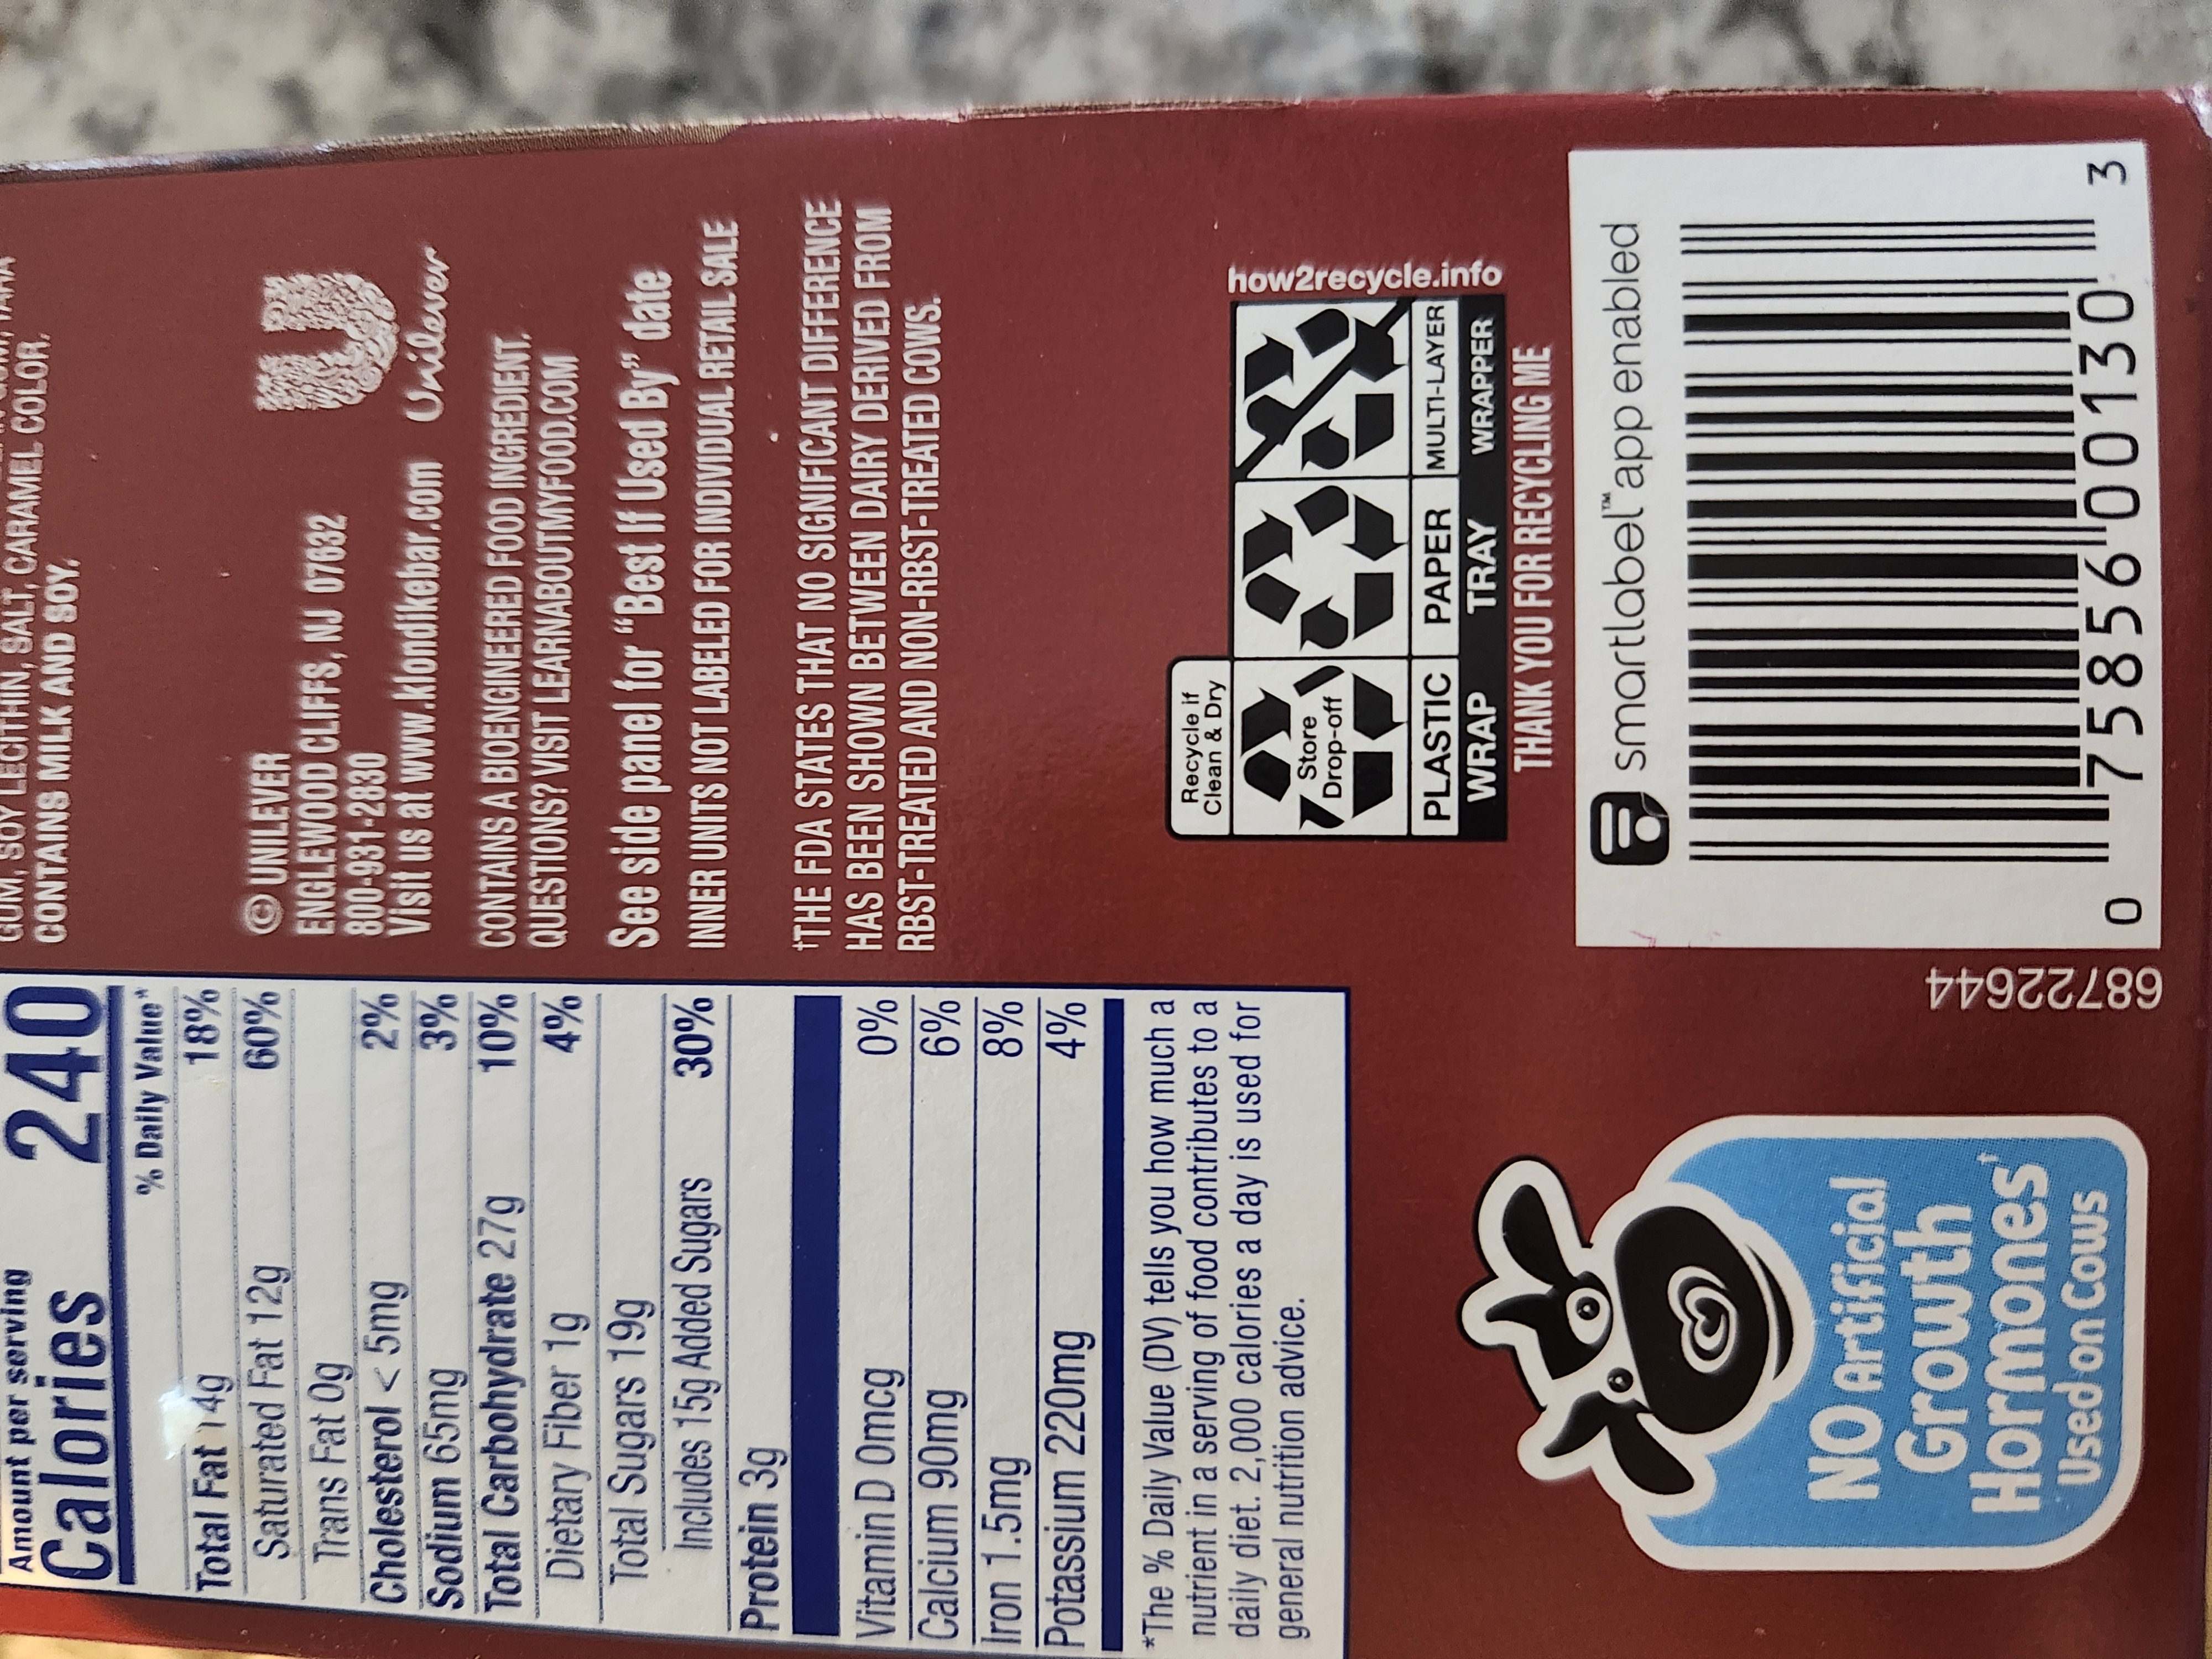 Amount per serving
Calories 240
% Daily Value*
Total Fat 14g 18%
Saturated Fat 12g 60%
Trans Fat 0g
Cholesterol < 5mg 2%
Sodium 65mg 3%
Total Carbohydrate 27g 10%
Dietary Fiber 1g 4%
Total Sugars 19g
Includes 15g Added Sugars 30%
Protein 3g
Vitamin D 0mcg 0%
Calcium 90mg 6%
Iron 1.5mg 8%
Potassium 220mg 4%
*The % Daily Value (DV) tells you how much a
nutrient in a serving of food contributes to a
daily diet. 2,000 calories a day is used for
general nutrition advice.
GUM, SOY LECITHIN, SALT, CARAMEL COLOR.
CONTAINS MILK AND SOY.
© UNILEVER
ENGLEWOOD CLIFFS, NJ 07632
800-931-2830
Visit us at www.klondikebar.com
Unilever
CONTAINS A BIOENGINEERED FOOD INGREDIENT.
QUESTIONS? VISIT LEARNABOUTMYFOOD.COM
See side panel for "Best If Used By" date
INNER UNITS NOT LABELED FOR INDIVIDUAL RETAIL SALE
†THE FDA STATES THAT NO SIGNIFICANT DIFFERENCE
HAS BEEN SHOWN BETWEEN DAIRY DERIVED FROM
RBST-TREATED AND NON-RBST-TREATED COWS.
Recycle if
Clean & Dry
Store
Drop-off
how2recycle.info
PLASTIC PAPER MULTI-LAYER
WRAP TRAY WRAPPER
THANK YOU FOR RECYCLING ME
smartlabel™ app enabled
0 75856 00130 3
68722644
NO Artificial
Growth
Hormones†
Used on Cows